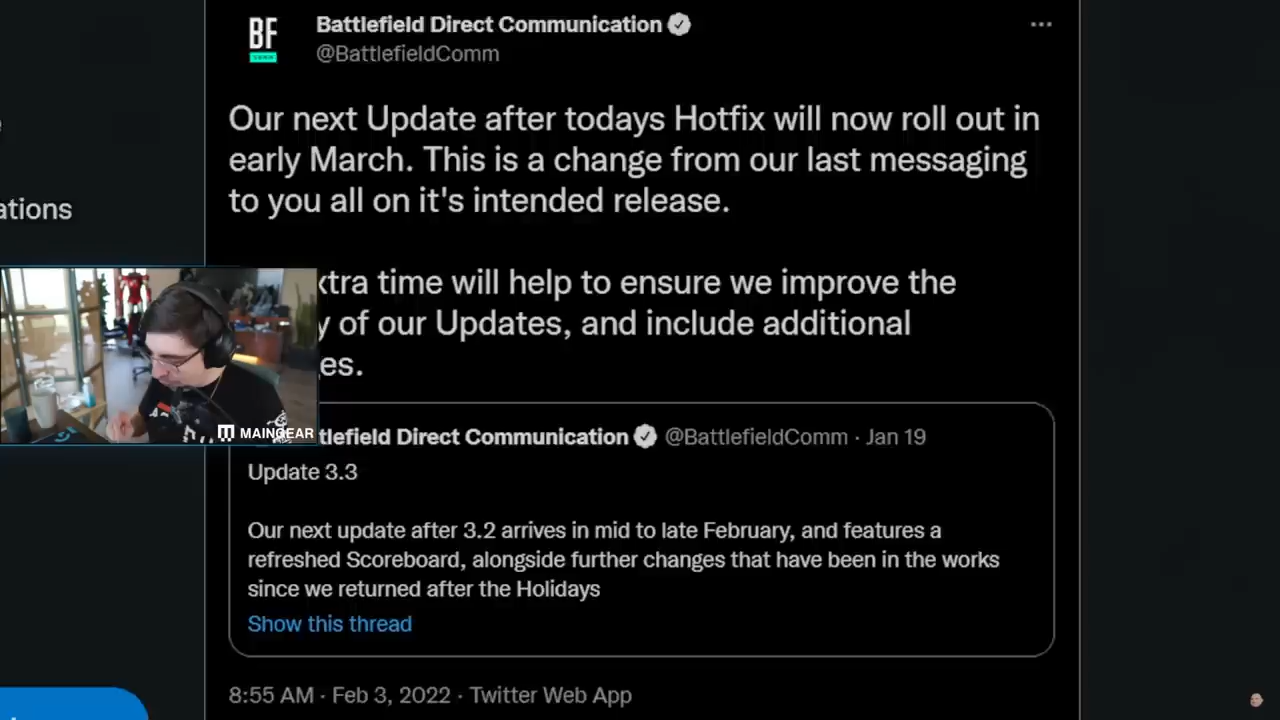 BF
Battlefield Direct Communication
@BattlefieldComm
Our next Update after todays Hotfix will now roll out in
early March. This is a change from our last messaging
to you all on it's intended release.
ations
xtra time will help to ensure we improve the
y of our Updates, and include additional
es.
MAINGEAR
tlefield Direct Communication @BattlefieldComm · Jan 19
Update 3.3
Our next update after 3.2 arrives in mid to late February, and features a
refreshed Scoreboard, alongside further changes that have been in the works
since we returned after the Holidays
Show this thread
8:55 AM · Feb 3, 2022 · Twitter Web App